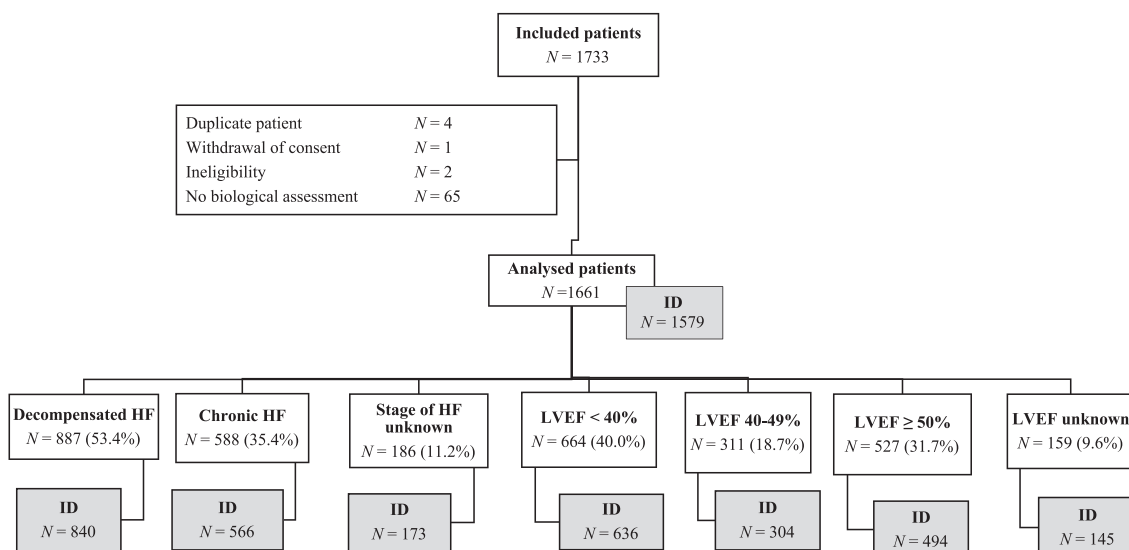 Included patients
N = 1733
Duplicate patient N = 4
Withdrawal of consent N = 1
Ineligibility N = 2
No biological assessment N = 65
Analysed patients
N =1661
ID
N = 1579
Decompensated HF
N = 887 (53.4%)
Chronic HF
N = 588 (35.4%)
Stage of HF
unknown
N = 186 (11.2%)
LVEF < 40%
N = 664 (40.0%)
LVEF 40-49%
N = 311 (18.7%)
LVEF ≥ 50%
N = 527 (31.7%)
LVEF unknown
N = 159 (9.6%)
ID
N = 840
ID
N = 566
ID
N = 173
ID
N = 636
ID
N = 304
ID
N = 494
ID
N = 145